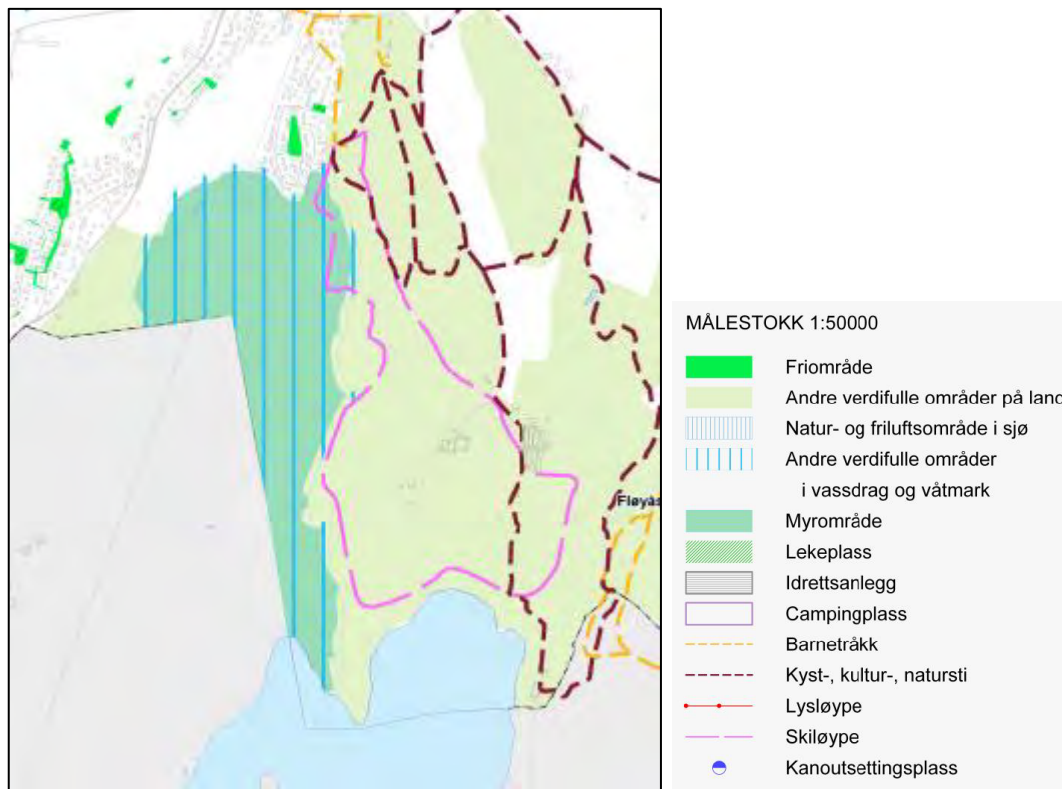 Fløyås
MÅLESTOKK 1:50000
Friområde
Andre verdifulle områder på land
Natur- og friluftsområde i sjø
Andre verdifulle områder
i vassdrag og våtmark
Myrområde
Lekeplass
Idrettsanlegg
Campingplass
Barnetråkk
Kyst-, kultur-, natursti
Lysløype
Skiløype
Kanoutsettingsplass